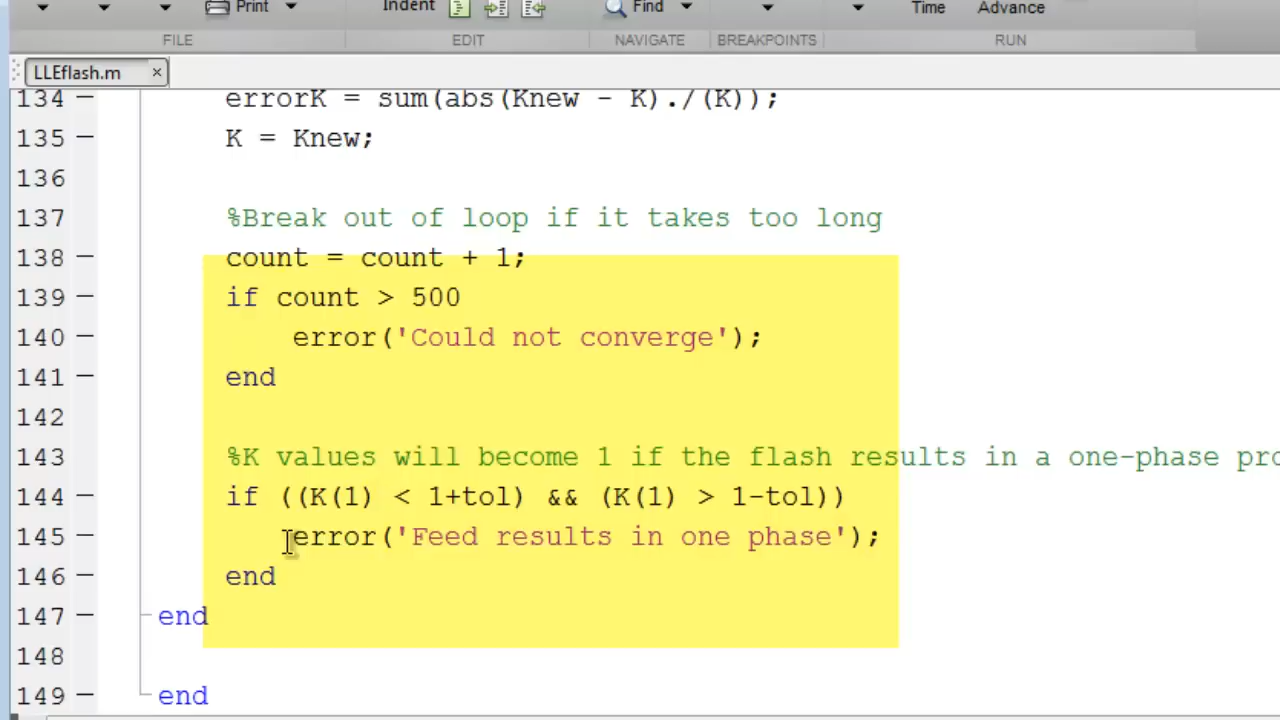 Print
Indent
Find
Time
Advance
FILE
EDIT
NAVIGATE
BREAKPOINTS
RUN
LLEflash.m ×
134 – errorK = sum(abs(Knew - K)./(K));
135 – K = Knew;
136
137 %Break out of loop if it takes too long
138 – count = count + 1;
139 – if count > 500
140 – error('Could not converge');
141 – end
142
143 %K values will become 1 if the flash results in a one-phase pro
144 – if ((K(1) < 1+tol) && (K(1) > 1-tol))
145 – error('Feed results in one phase');
146 – end
147 – end
148
149 – end